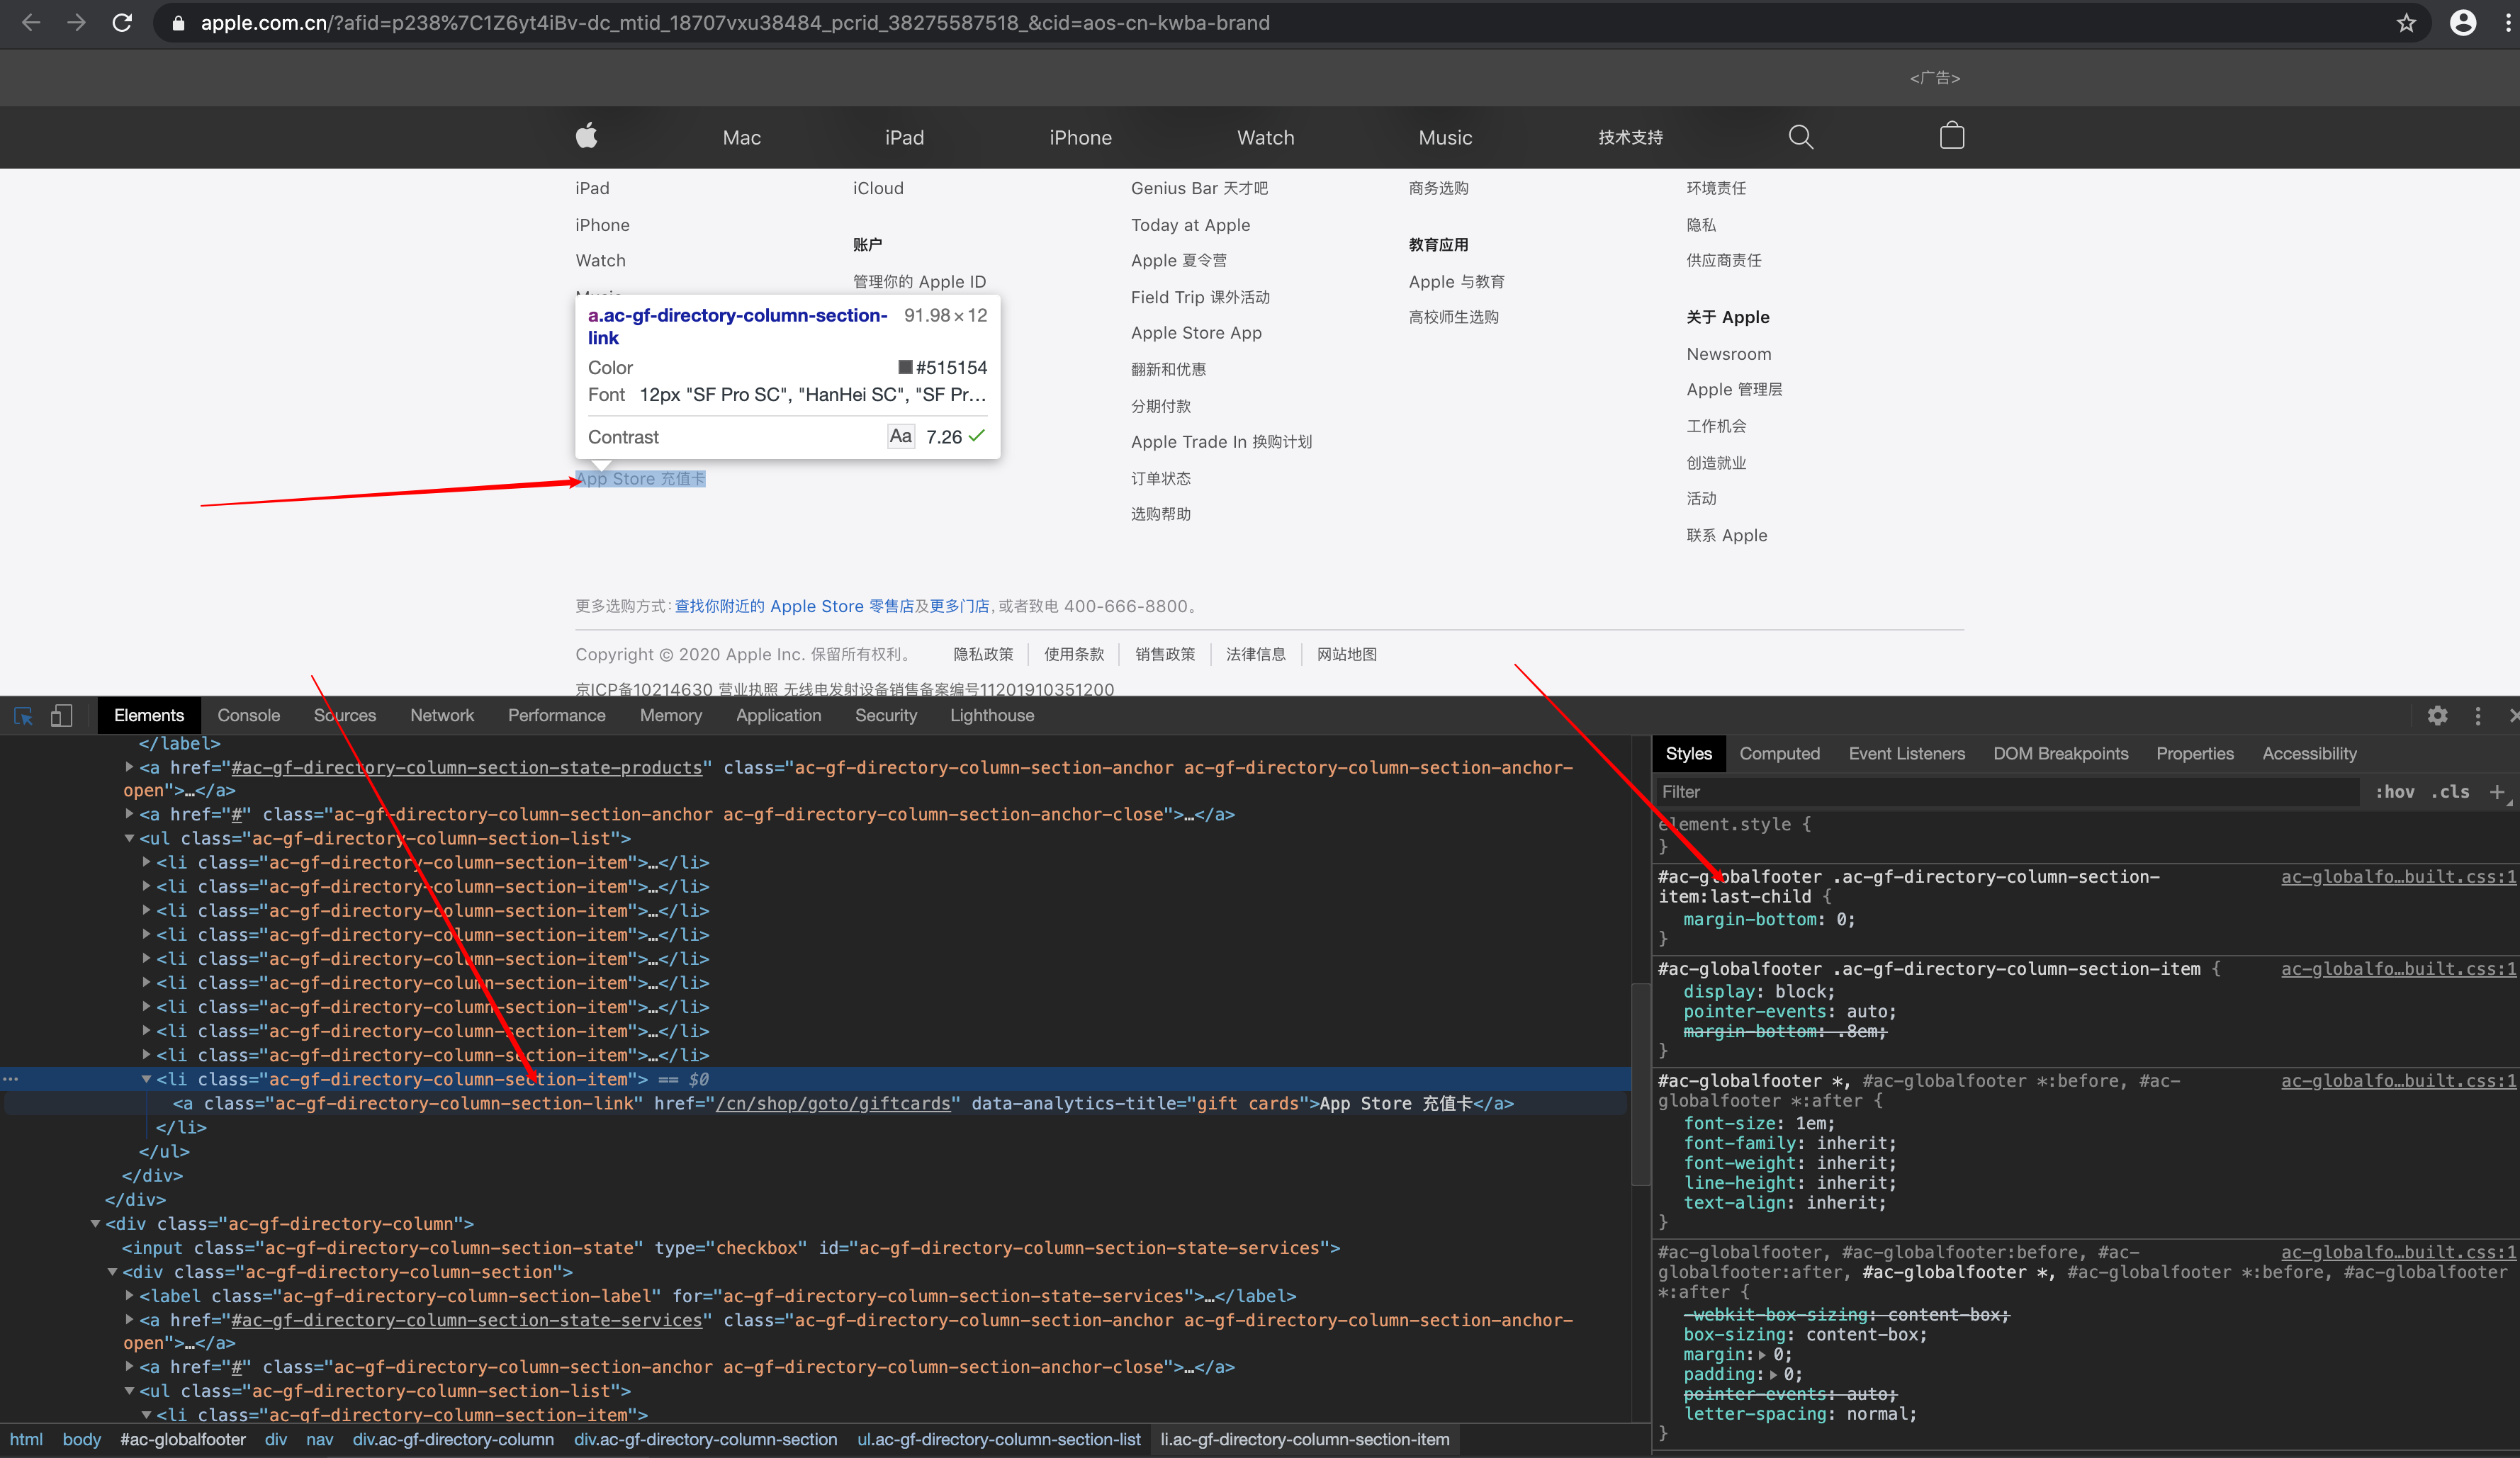 apple.com.cn/?afid=p238%7C1Z6yt4iBv-dc_mtid_18707vxu38484_pcrid_38275587518_&cid=aos-cn-kwba-brand
<广告>
Mac iPad iPhone Watch Music 技术支持
iPad
iPhone
Watch
App Store 充值卡
iCloud
账户
管理你的 Apple ID
Genius Bar 天才吧
Today at Apple
Apple 夏令营
Field Trip 课外活动
Apple Store App
翻新和优惠
分期付款
Apple Trade In 换购计划
订单状态
选购帮助
商务选购
教育应用
Apple 与教育
高校师生选购
环境责任
隐私
供应商责任
关于 Apple
Newsroom
Apple 管理层
工作机会
创造就业
活动
联系 Apple
a.ac-gf-directory-column-section- 91.98 × 12
link
Color #515154
Font 12px "SF Pro SC", "HanHei SC", "SF Pr…
Contrast Aa 7.26
更多选购方式：查找你附近的 Apple Store 零售店及更多门店，或者致电 400-666-8800。
Copyright © 2020 Apple Inc. 保留所有权利。 隐私政策 使用条款 销售政策 法律信息 网站地图
京ICP备10214630 营业执照 无线电发射设备销售备案编号11201910351200
Elements Console Sources Network Performance Memory Application Security Lighthouse
</label>
<a href="#ac-gf-directory-column-section-state-products" class="ac-gf-directory-column-section-anchor ac-gf-directory-column-section-anchor-
open">…</a>
<a href="#" class="ac-gf-directory-column-section-anchor ac-gf-directory-column-section-anchor-close">…</a>
<ul class="ac-gf-directory-column-section-list">
<li class="ac-gf-directory-column-section-item">…</li>
<li class="ac-gf-directory-column-section-item">…</li>
<li class="ac-gf-directory-column-section-item">…</li>
<li class="ac-gf-directory-column-section-item">…</li>
<li class="ac-gf-directory-column-section-item">…</li>
<li class="ac-gf-directory-column-section-item">…</li>
<li class="ac-gf-directory-column-section-item">…</li>
<li class="ac-gf-directory-column-section-item">…</li>
<li class="ac-gf-directory-column-section-item">…</li>
<li class="ac-gf-directory-column-section-item"> == $0
<a class="ac-gf-directory-column-section-link" href="/cn/shop/goto/giftcards" data-analytics-title="gift cards">App Store 充值卡</a>
</li>
</ul>
</div>
</div>
<div class="ac-gf-directory-column">
<input class="ac-gf-directory-column-section-state" type="checkbox" id="ac-gf-directory-column-section-state-services">
<div class="ac-gf-directory-column-section">
<label class="ac-gf-directory-column-section-label" for="ac-gf-directory-column-section-state-services">…</label>
<a href="#ac-gf-directory-column-section-state-services" class="ac-gf-directory-column-section-anchor ac-gf-directory-column-section-anchor-
open">…</a>
<a href="#" class="ac-gf-directory-column-section-anchor ac-gf-directory-column-section-anchor-close">…</a>
<ul class="ac-gf-directory-column-section-list">
<li class="ac-gf-directory-column-section-item">
html body #ac-globalfooter div nav div.ac-gf-directory-column div.ac-gf-directory-column-section ul.ac-gf-directory-column-section-list li.ac-gf-directory-column-section-item
Styles Computed Event Listeners DOM Breakpoints Properties Accessibility
Filter :hov .cls +
element.style {
}
#ac-globalfooter .ac-gf-directory-column-section- ac-globalfo…built.css:1
item:last-child {
margin-bottom: 0;
}
#ac-globalfooter .ac-gf-directory-column-section-item { ac-globalfo…built.css:1
display: block;
pointer-events: auto;
margin-bottom: .8em;
}
#ac-globalfooter *, #ac-globalfooter *:before, #ac- ac-globalfo…built.css:1
globalfooter *:after {
font-size: 1em;
font-family: inherit;
font-weight: inherit;
line-height: inherit;
text-align: inherit;
}
#ac-globalfooter, #ac-globalfooter:before, #ac- ac-globalfo…built.css:1
globalfooter:after, #ac-globalfooter *, #ac-globalfooter *:before, #ac-globalfooter
*:after {
-webkit-box-sizing: content-box;
box-sizing: content-box;
margin: 0;
padding: 0;
pointer-events: auto;
letter-spacing: normal;
}